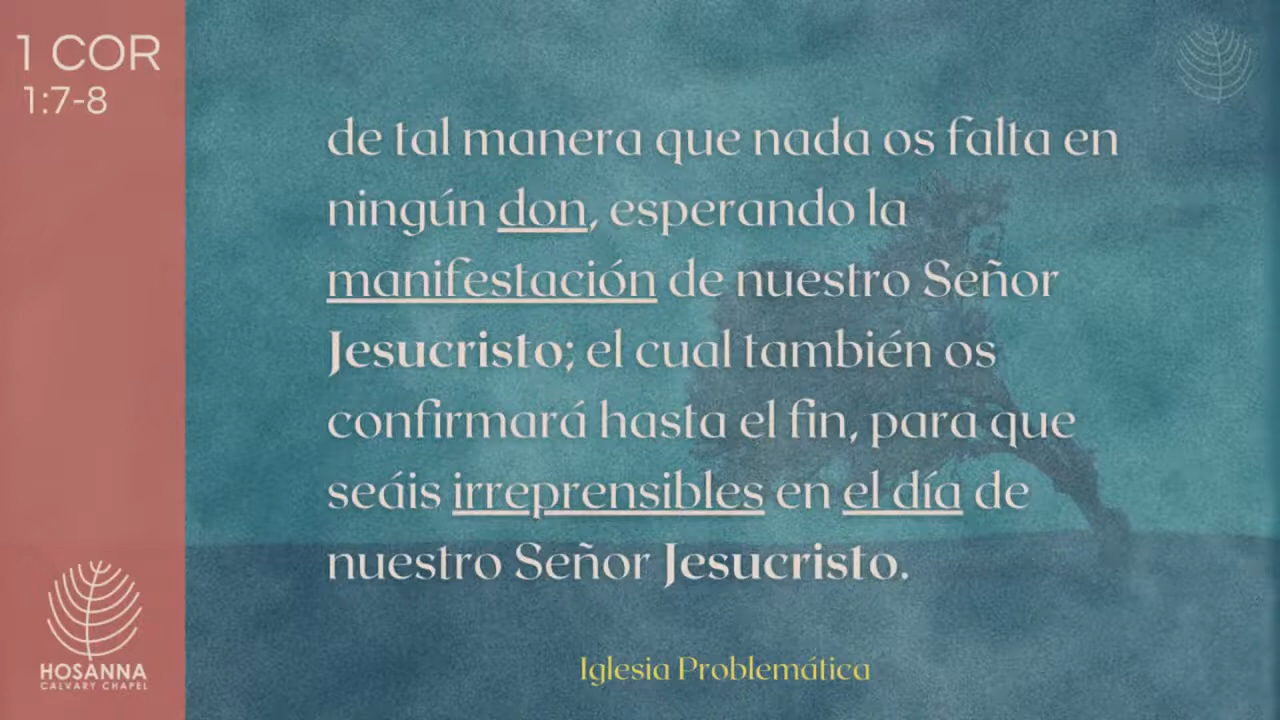 1 COR
1:7-8
de tal manera que nada os falta en
ningún don, esperando la
manifestación de nuestro Señor
Jesucristo; el cual también os
confirmará hasta el fin, para que
seáis irreprensibles en el día de
nuestro Señor Jesucristo.
Iglesia Problemática
HOSANNA
CALVARY CHAPEL